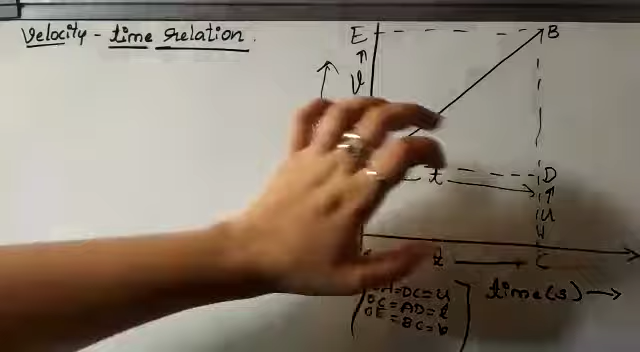 Velocity - time relation.
E
B
v
t
D
u
t
C
time(s)
OA=DC=u
OC=AD=t
OE=BC=v